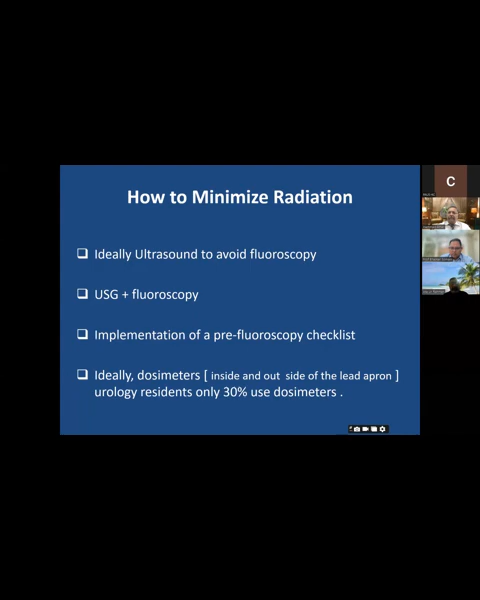 How to Minimize Radiation
Ideally Ultrasound to avoid fluoroscopy
USG + fluoroscopy
Implementation of a pre-fluoroscopy checklist
Ideally, dosimeters [ inside and out side of the lead apron ]
urology residents only 30% use dosimeters .
C